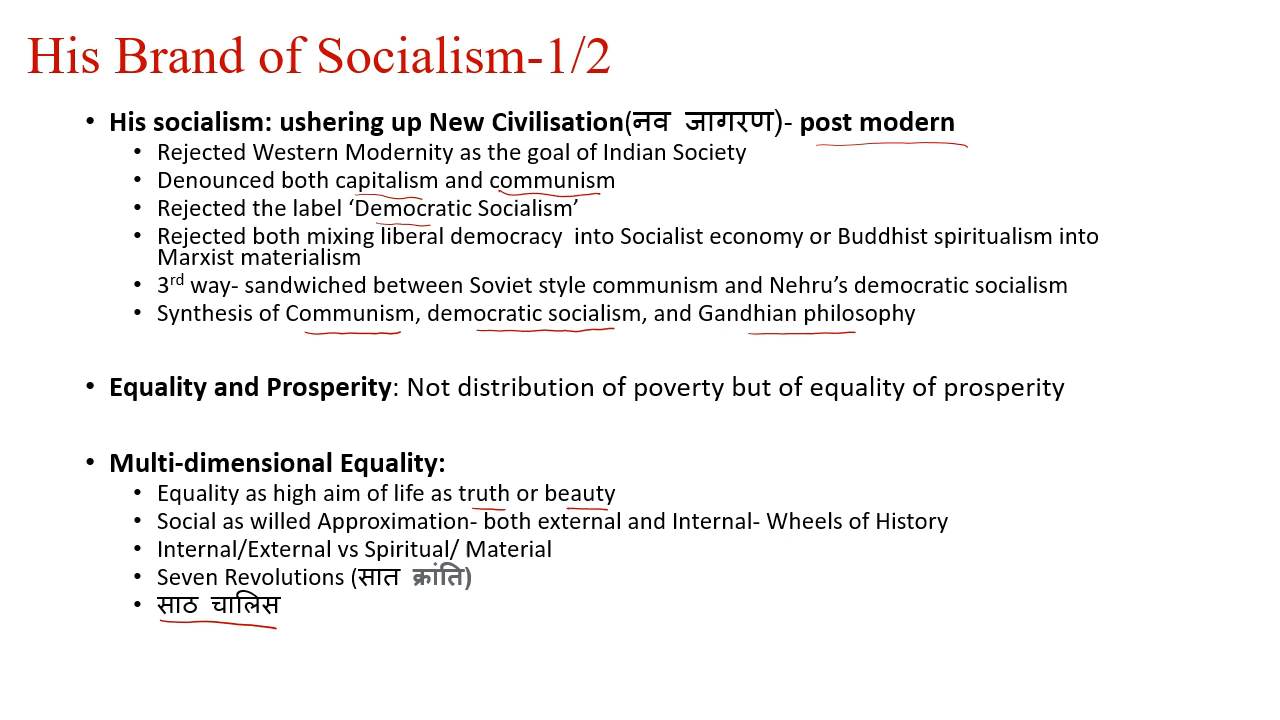 His Brand of Socialism-1/2
• His socialism: ushering up New Civilisation(नव जागरण)- post modern
• Rejected Western Modernity as the goal of Indian Society
• Denounced both capitalism and communism
• Rejected the label ‘Democratic Socialism’
• Rejected both mixing liberal democracy into Socialist economy or Buddhist spiritualism into
Marxist materialism
• 3rd way- sandwiched between Soviet style communism and Nehru’s democratic socialism
• Synthesis of Communism, democratic socialism, and Gandhian philosophy
• Equality and Prosperity: Not distribution of poverty but of equality of prosperity
• Multi-dimensional Equality:
• Equality as high aim of life as truth or beauty
• Social as willed Approximation- both external and Internal- Wheels of History
• Internal/External vs Spiritual/ Material
• Seven Revolutions (सात क्रांति)
• साठ चालिस